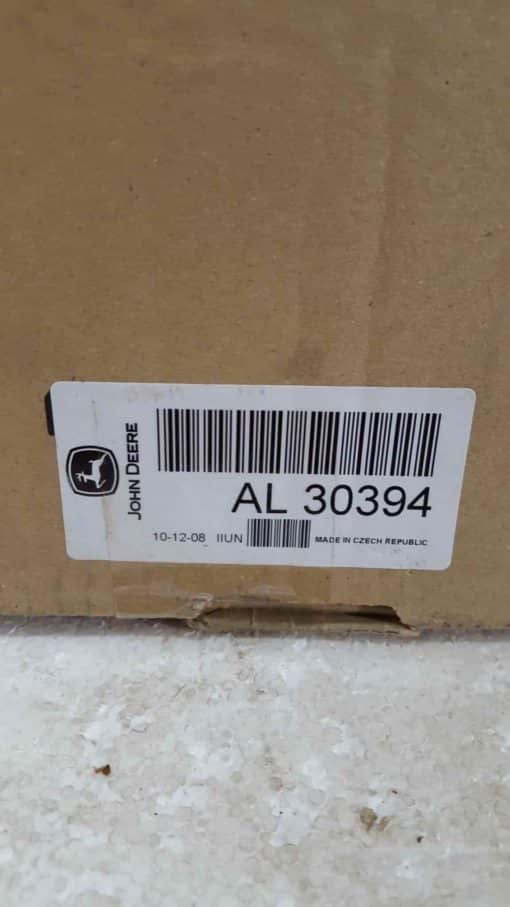 JOHN DEERE
AL 30394
10-12-08 IIUN
MADE IN CZECH REPUBLIC